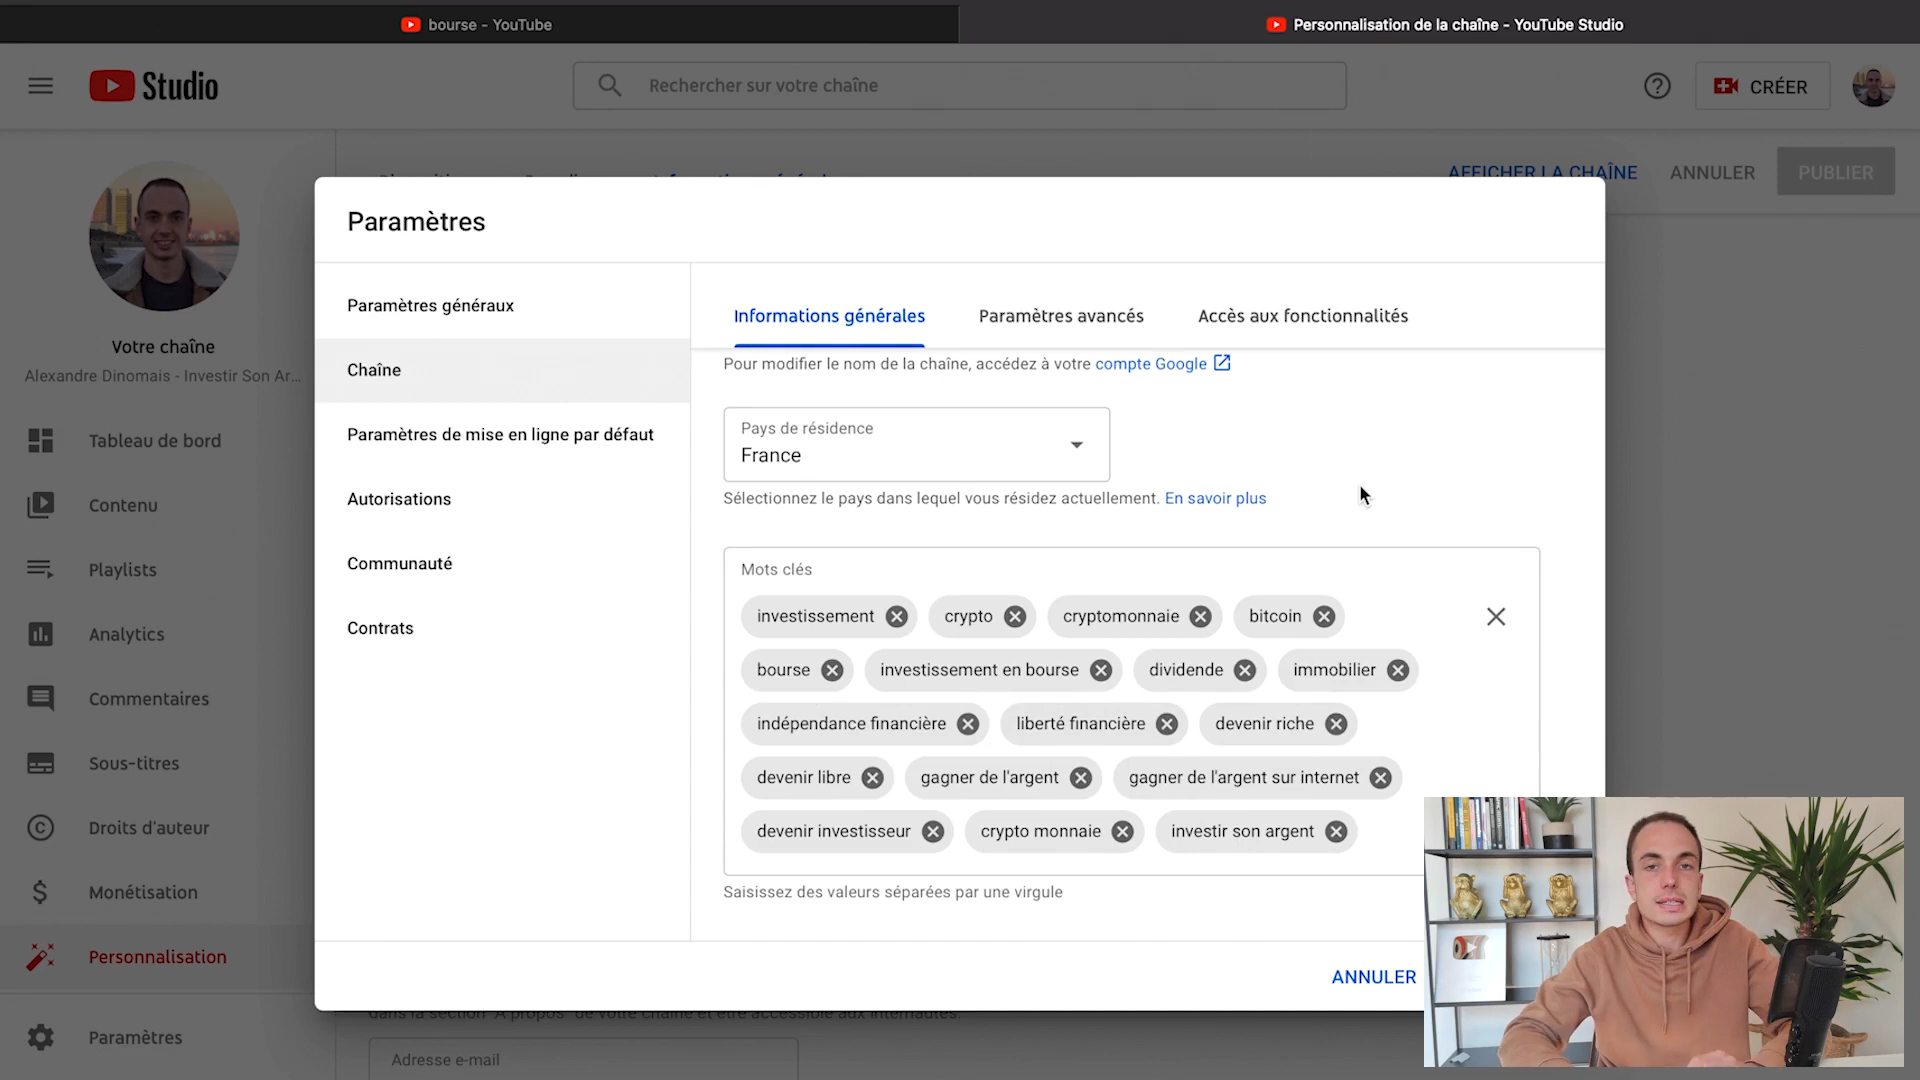 bourse - YouTube
Personnalisation de la chaîne - YouTube Studio
Studio
Rechercher sur votre chaîne
CRÉER
AFFICHER LA CHAÎNE
ANNULER
PUBLIER
Votre chaîne
Alexandre Dinomais - Investir Son Ar...
Tableau de bord
Contenu
Playlists
Analytics
Commentaires
Sous-titres
Droits d'auteur
Monétisation
Personnalisation
Paramètres
Paramètres
Paramètres généraux
Chaîne
Paramètres de mise en ligne par défaut
Autorisations
Communauté
Contrats
Informations générales
Paramètres avancés
Accès aux fonctionnalités
Pour modifier le nom de la chaîne, accédez à votre compte Google
Pays de résidence
France
Sélectionnez le pays dans lequel vous résidez actuellement. En savoir plus
Mots clés
investissement crypto cryptomonnaie bitcoin
bourse investissement en bourse dividende immobilier
indépendance financière liberté financière devenir riche
devenir libre gagner de l'argent gagner de l'argent sur internet
devenir investisseur crypto monnaie investir son argent
Saisissez des valeurs séparées par une virgule
ANNULER
Adresse e-mail